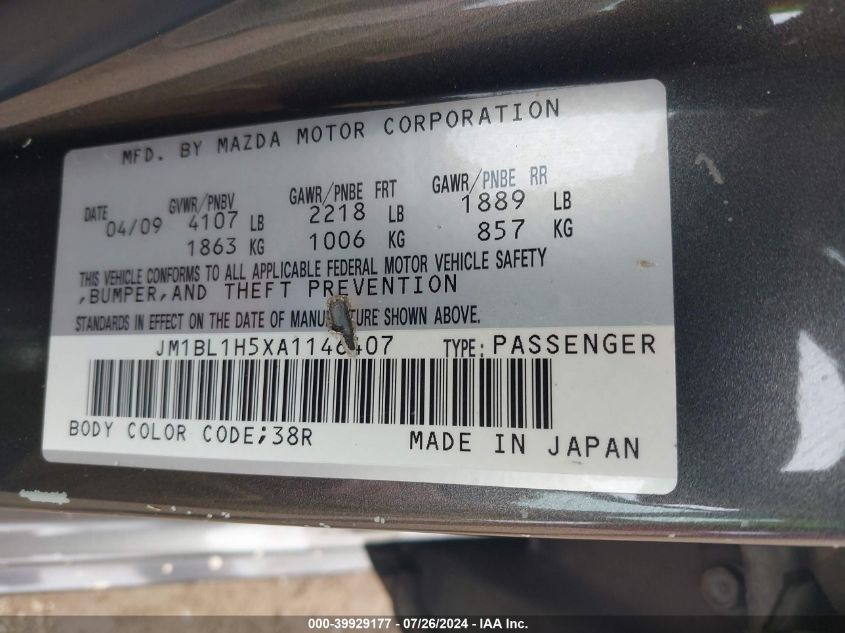 MFD. BY MAZDA MOTOR CORPORATION
DATE GVWR/PNBV GAWR/PNBE FRT GAWR/PNBE RR
04/09 4107 LB 2218 LB 1889 LB
1863 KG 1006 KG 857 KG
THIS VEHICLE CONFORMS TO ALL APPLICABLE FEDERAL MOTOR VEHICLE SAFETY
,BUMPER,AND THEFT PREVENTION
STANDARDS IN EFFECT ON THE DATE OF MANUFACTURE SHOWN ABOVE.
JM1BL1H5XA1146407 TYPE: PASSENGER
BODY COLOR CODE;38R MADE IN JAPAN
000-39929177 - 07/26/2024 - IAA Inc.